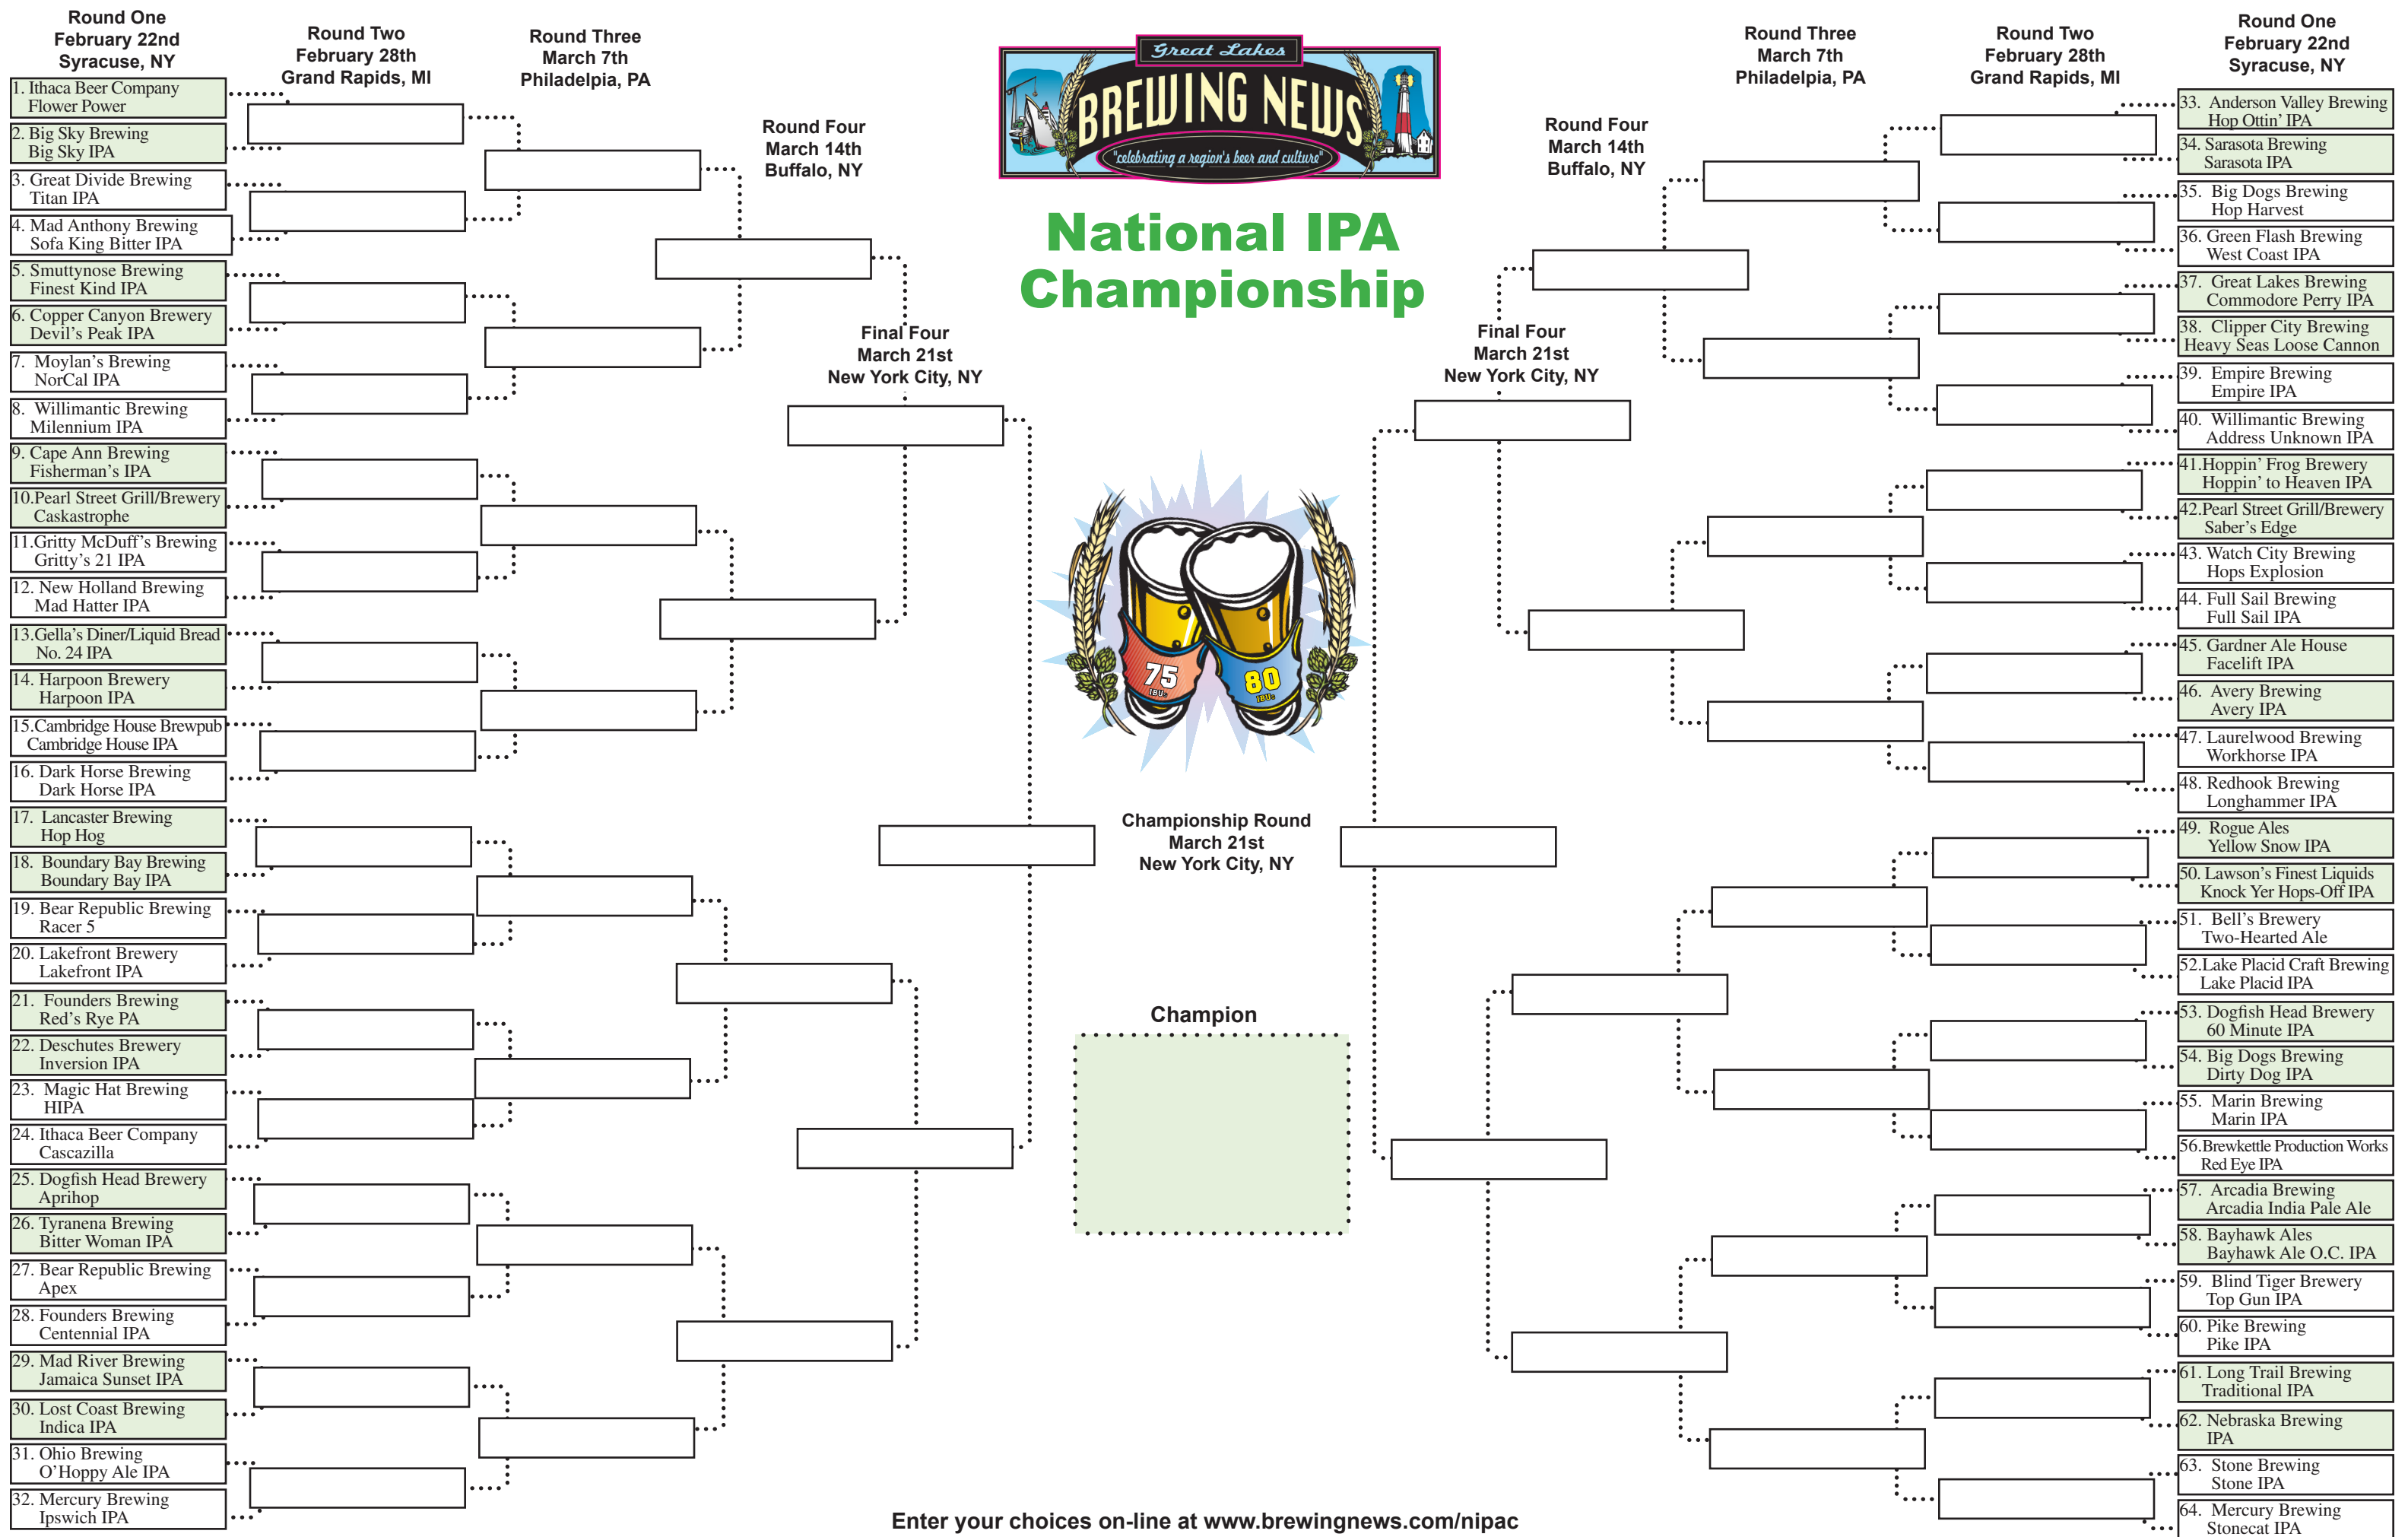 Round One
February 22nd
Syracuse, NY
Round Two
February 28th
Grand Rapids, MI
Round Three
March 7th
Philadelpia, PA
Round Four
March 14th
Buffalo, NY
Final Four
March 21st
New York City, NY
1. Ithaca Beer Company
Flower Power
2. Big Sky Brewing
Big Sky IPA
3. Great Divide Brewing
Titan IPA
4. Mad Anthony Brewing
Sofa King Bitter IPA
5. Smuttynose Brewing
Finest Kind IPA
6. Copper Canyon Brewery
Devil's Peak IPA
7. Moylan's Brewing
NorCal IPA
8. Willimantic Brewing
Milennium IPA
9. Cape Ann Brewing
Fisherman's IPA
10.Pearl Street Grill/Brewery
Caskastrophe
11.Gritty McDuff's Brewing
Gritty's 21 IPA
12. New Holland Brewing
Mad Hatter IPA
13.Gella's Diner/Liquid Bread
No. 24 IPA
14. Harpoon Brewery
Harpoon IPA
15.Cambridge House Brewpub
Cambridge House IPA
16. Dark Horse Brewing
Dark Horse IPA
17. Lancaster Brewing
Hop Hog
18. Boundary Bay Brewing
Boundary Bay IPA
19. Bear Republic Brewing
Racer 5
20. Lakefront Brewery
Lakefront IPA
21. Founders Brewing
Red's Rye PA
22. Deschutes Brewery
Inversion IPA
23. Magic Hat Brewing
HIPA
24. Ithaca Beer Company
Cascazilla
25. Dogfish Head Brewery
Aprihop
26. Tyranena Brewing
Bitter Woman IPA
27. Bear Republic Brewing
Apex
28. Founders Brewing
Centennial IPA
29. Mad River Brewing
Jamaica Sunset IPA
30. Lost Coast Brewing
Indica IPA
31. Ohio Brewing
O'Hoppy Ale IPA
32. Mercury Brewing
Ipswich IPA
Great Lakes
BREWING NEWS
"celebrating a region's beer and culture"
National IPA
Championship
75
IBUs
80
IBUs
Championship Round
March 21st
New York City, NY
Champion
Enter your choices on-line at www.brewingnews.com/nipac
Final Four
March 21st
New York City, NY
Round Four
March 14th
Buffalo, NY
Round Three
March 7th
Philadelpia, PA
Round Two
February 28th
Grand Rapids, MI
Round One
February 22nd
Syracuse, NY
33. Anderson Valley Brewing
Hop Ottin' IPA
34. Sarasota Brewing
Sarasota IPA
35. Big Dogs Brewing
Hop Harvest
36. Green Flash Brewing
West Coast IPA
37. Great Lakes Brewing
Commodore Perry IPA
38. Clipper City Brewing
Heavy Seas Loose Cannon
39. Empire Brewing
Empire IPA
40. Willimantic Brewing
Address Unknown IPA
41.Hoppin' Frog Brewery
Hoppin' to Heaven IPA
42.Pearl Street Grill/Brewery
Saber's Edge
43. Watch City Brewing
Hops Explosion
44. Full Sail Brewing
Full Sail IPA
45. Gardner Ale House
Facelift IPA
46. Avery Brewing
Avery IPA
47. Laurelwood Brewing
Workhorse IPA
48. Redhook Brewing
Longhammer IPA
49. Rogue Ales
Yellow Snow IPA
50. Lawson's Finest Liquids
Knock Yer Hops-Off IPA
51. Bell's Brewery
Two-Hearted Ale
52.Lake Placid Craft Brewing
Lake Placid IPA
53. Dogfish Head Brewery
60 Minute IPA
54. Big Dogs Brewing
Dirty Dog IPA
55. Marin Brewing
Marin IPA
56.Brewkettle Production Works
Red Eye IPA
57. Arcadia Brewing
Arcadia India Pale Ale
58. Bayhawk Ales
Bayhawk Ale O.C. IPA
59. Blind Tiger Brewery
Top Gun IPA
60. Pike Brewing
Pike IPA
61. Long Trail Brewing
Traditional IPA
62. Nebraska Brewing
IPA
63. Stone Brewing
Stone IPA
64. Mercury Brewing
Stonecat IPA